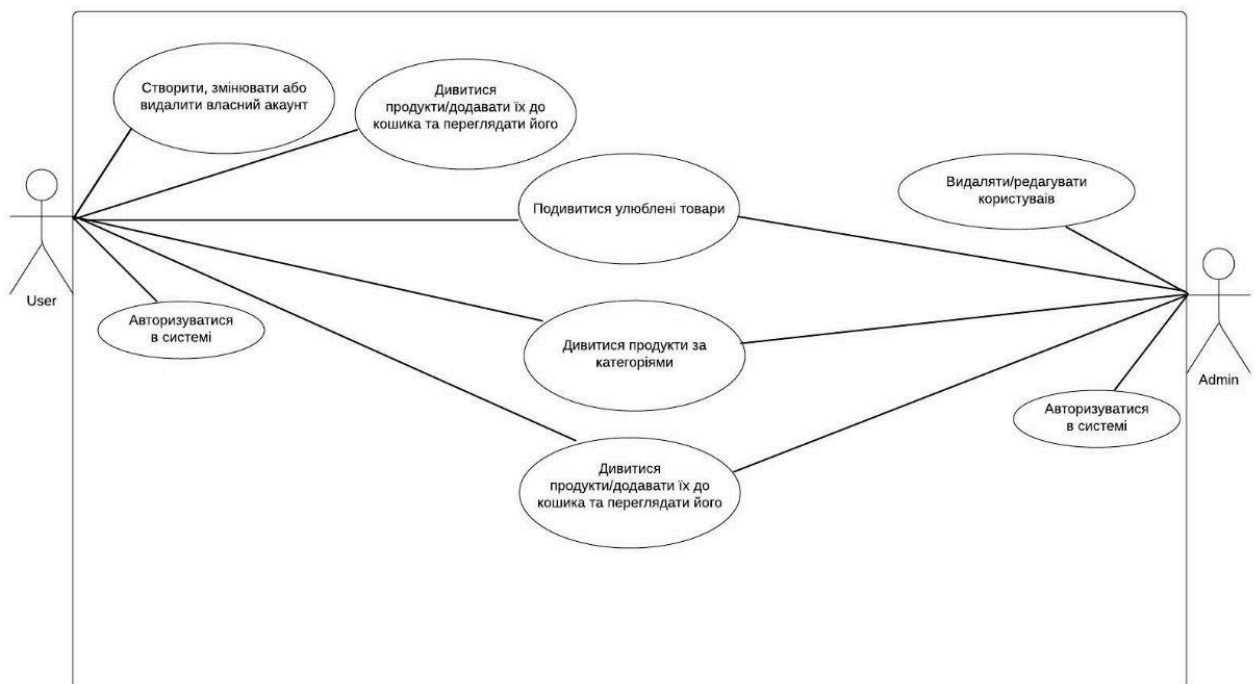 Створити, змінювати або
видалити власний акаунт
Дивитися
продукти/додавати їх до
кошика та переглядати його
Подивитися улюблені товари
Видаляти/редагувати
користуваів
User
Авторизуватися
в системі
Дивитися продукти за
категоріями
Admin
Авторизуватися
в системі
Дивитися
продукти/додавати їх до
кошика та переглядати його